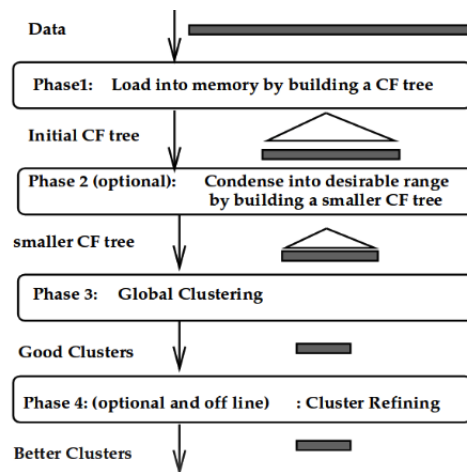 Data
Phase1: Load into memory by building a CF tree
Initial CF tree
Phase 2 (optional): Condense into desirable range
by building a smaller CF tree
smaller CF tree
Phase 3: Global Clustering
Good Clusters
Phase 4: (optional and off line) : Cluster Refining
Better Clusters